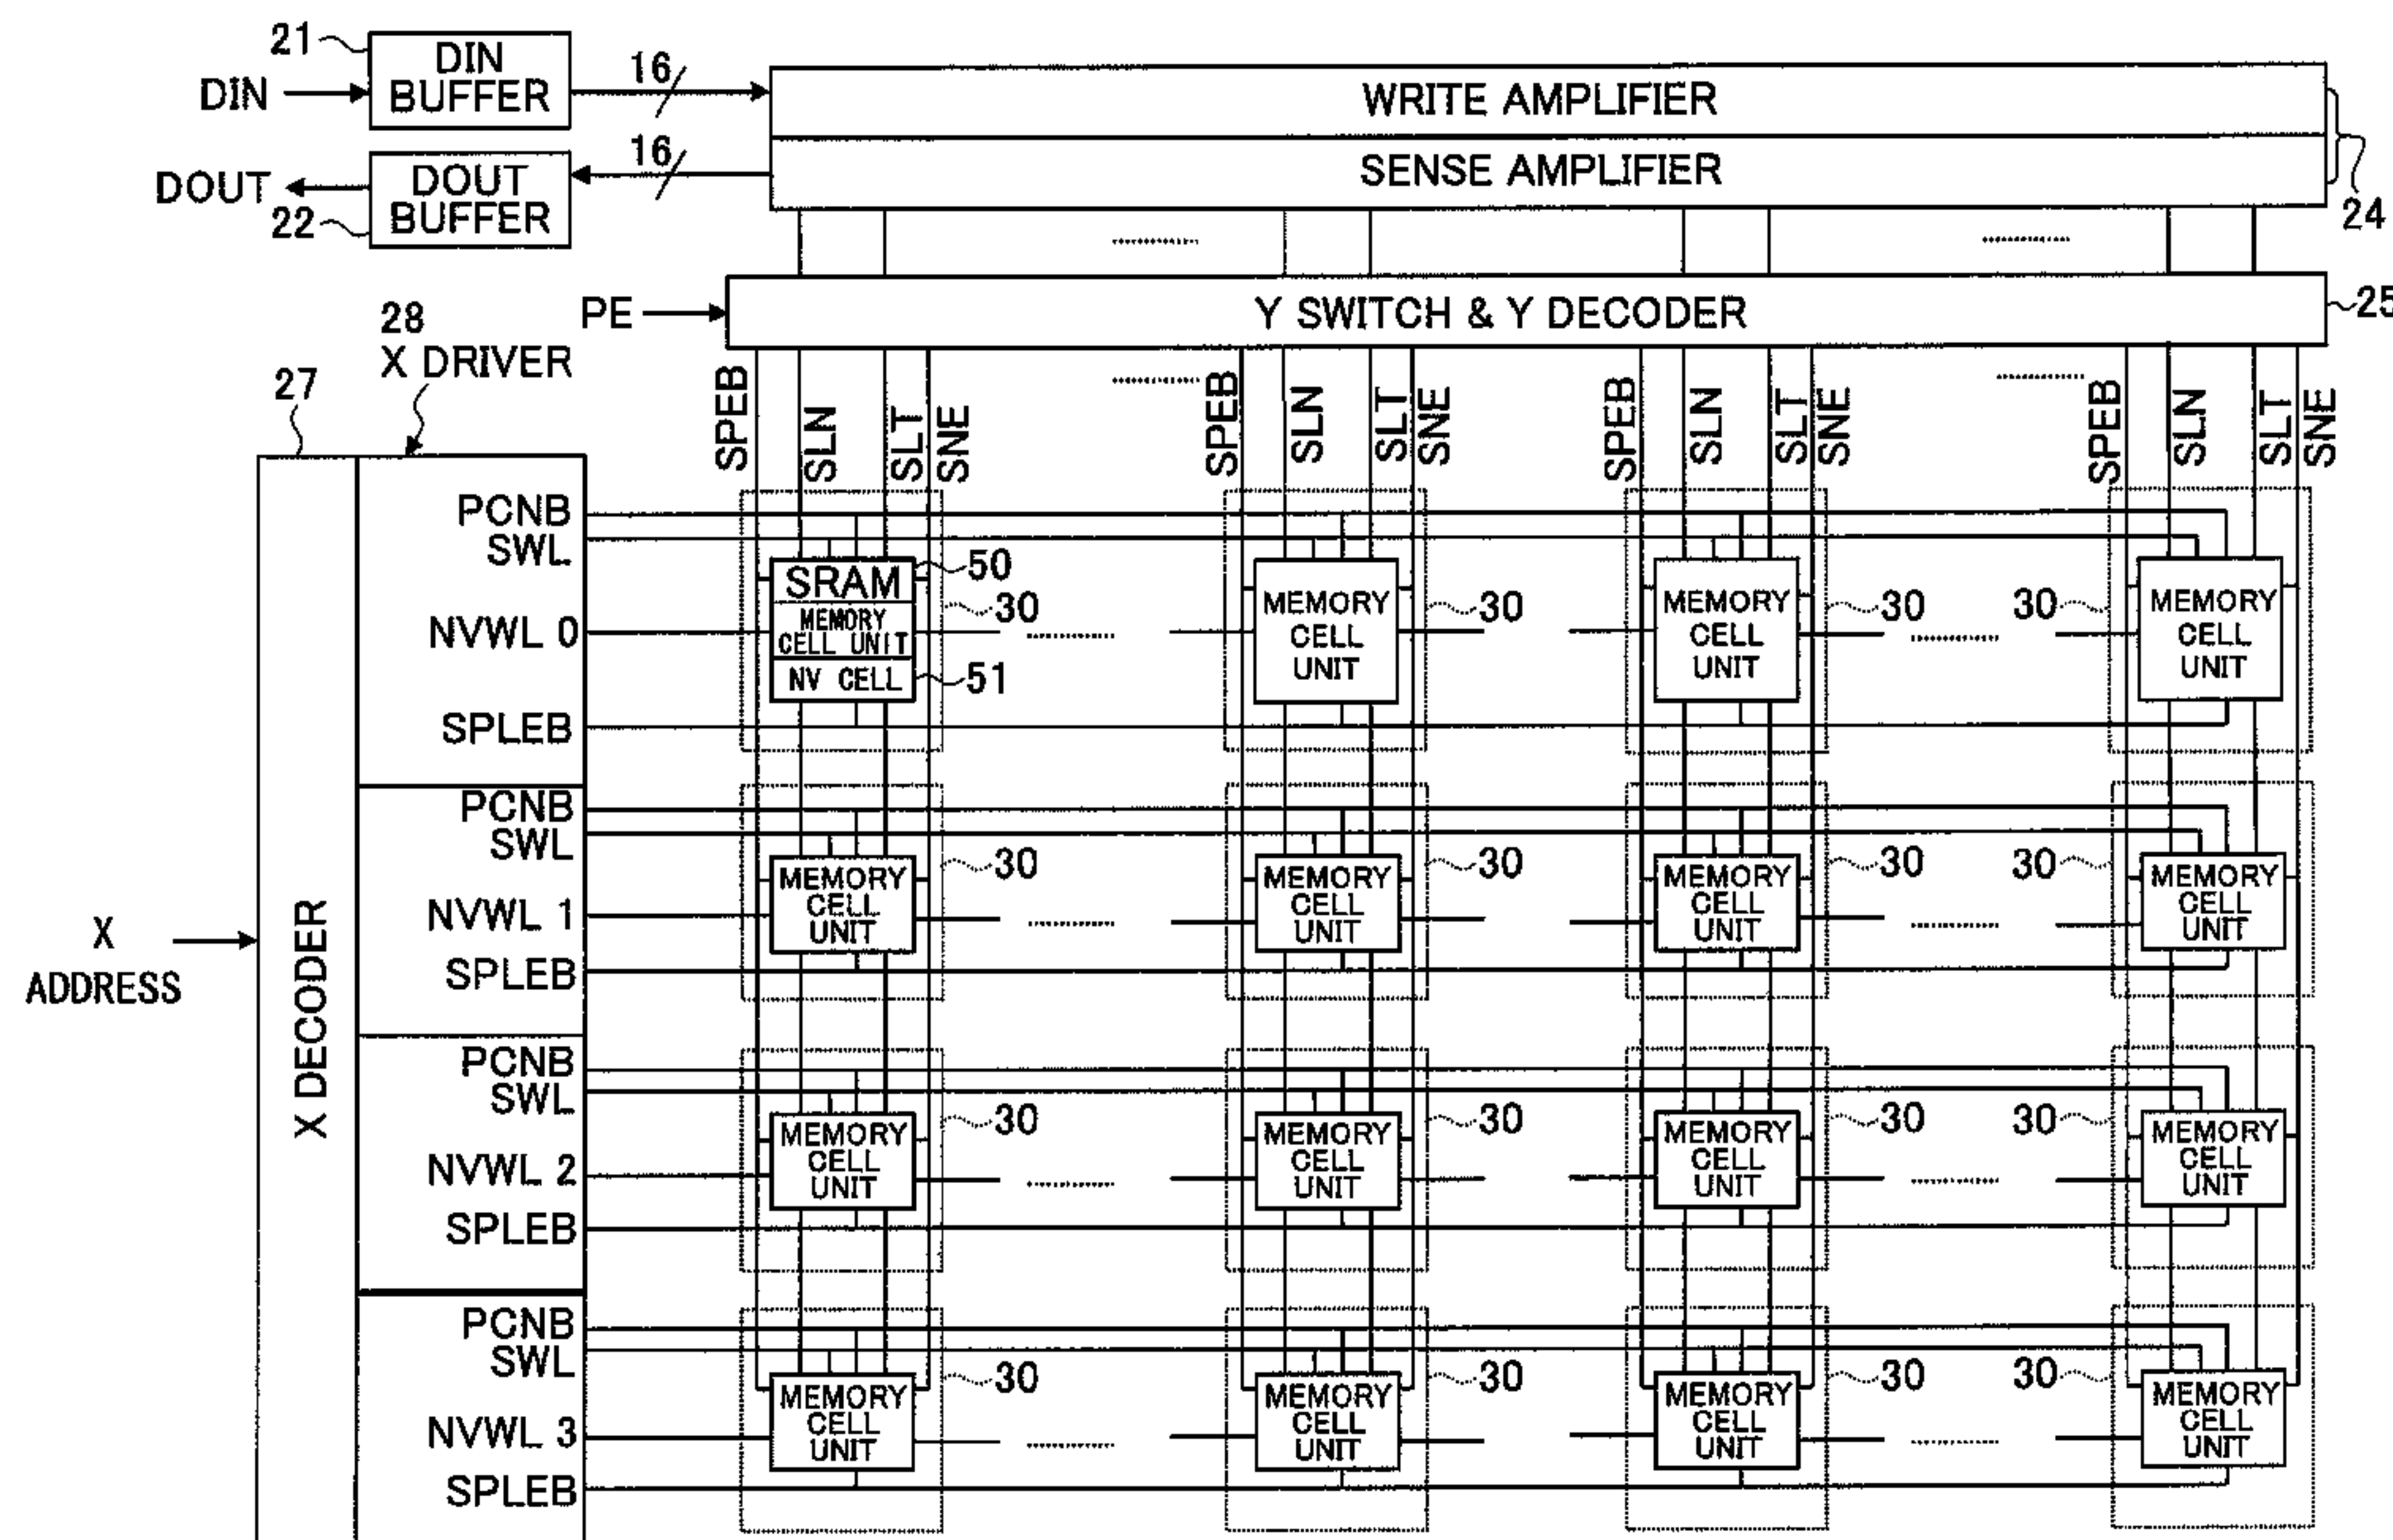 21
DIN
BUFFER
DIN
16
WRITE AMPLIFIER
16
SENSE AMPLIFIER
24
DOUT
DOUT
BUFFER
22
PE
Y SWITCH & Y DECODER
25
28
X DRIVER
27
SPEB
SLN
SLT
SNE
SPEB
SLN
SLT
SNE
SPEB
SLN
SLT
SNE
SPEB
SLN
SLT
SNE
X
ADDRESS
X DECODER
PCNB
SWL
NVWL 0
SPLEB
SRAM
MEMORY
CELL UNIT
NV CELL
50
30
51
MEMORY
CELL
UNIT
30
MEMORY
CELL
UNIT
30
30
MEMORY
CELL
UNIT
PCNB
SWL
NVWL 1
SPLEB
MEMORY
CELL
UNIT
30
MEMORY
CELL
UNIT
30
MEMORY
CELL
UNIT
30
30
MEMORY
CELL
UNIT
PCNB
SWL
NVWL 2
SPLEB
MEMORY
CELL
UNIT
30
MEMORY
CELL
UNIT
30
MEMORY
CELL
UNIT
30
30
MEMORY
CELL
UNIT
PCNB
SWL
NVWL 3
SPLEB
MEMORY
CELL
UNIT
30
MEMORY
CELL
UNIT
30
MEMORY
CELL
UNIT
30
30
MEMORY
CELL
UNIT